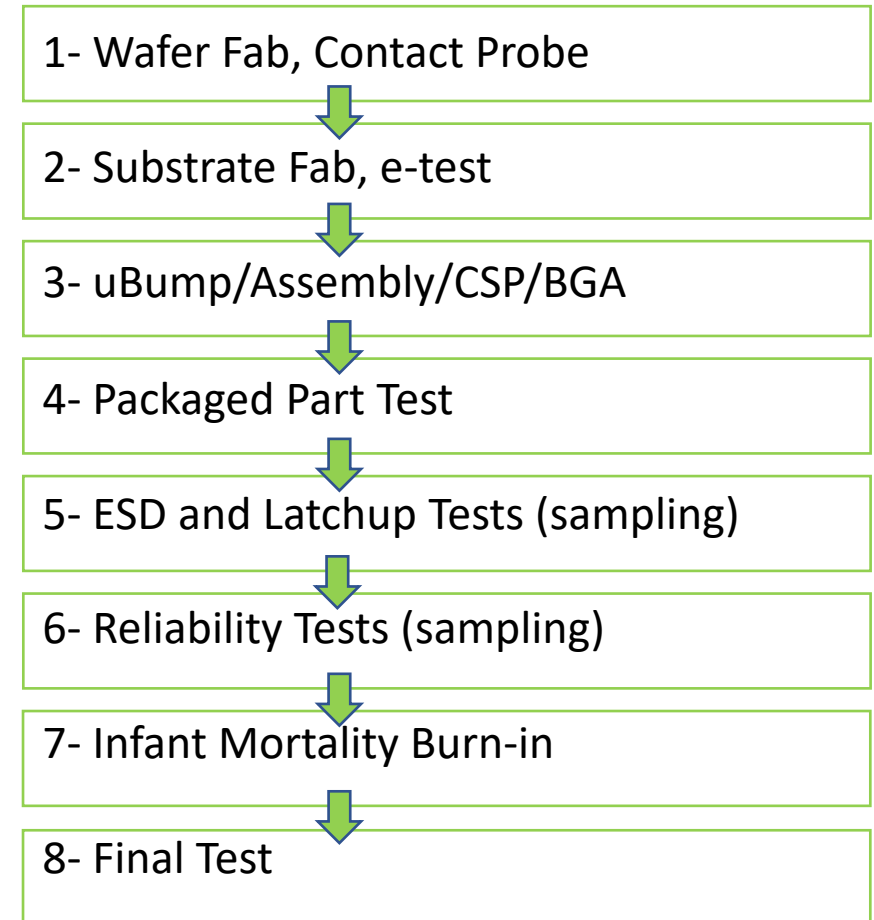 1- Wafer Fab, Contact Probe
2- Substrate Fab, e-test
3- uBump/Assembly/CSP/BGA
4- Packaged Part Test
5- ESD and Latchup Tests (sampling)
6- Reliability Tests (sampling)
7- Infant Mortality Burn-in
8- Final Test